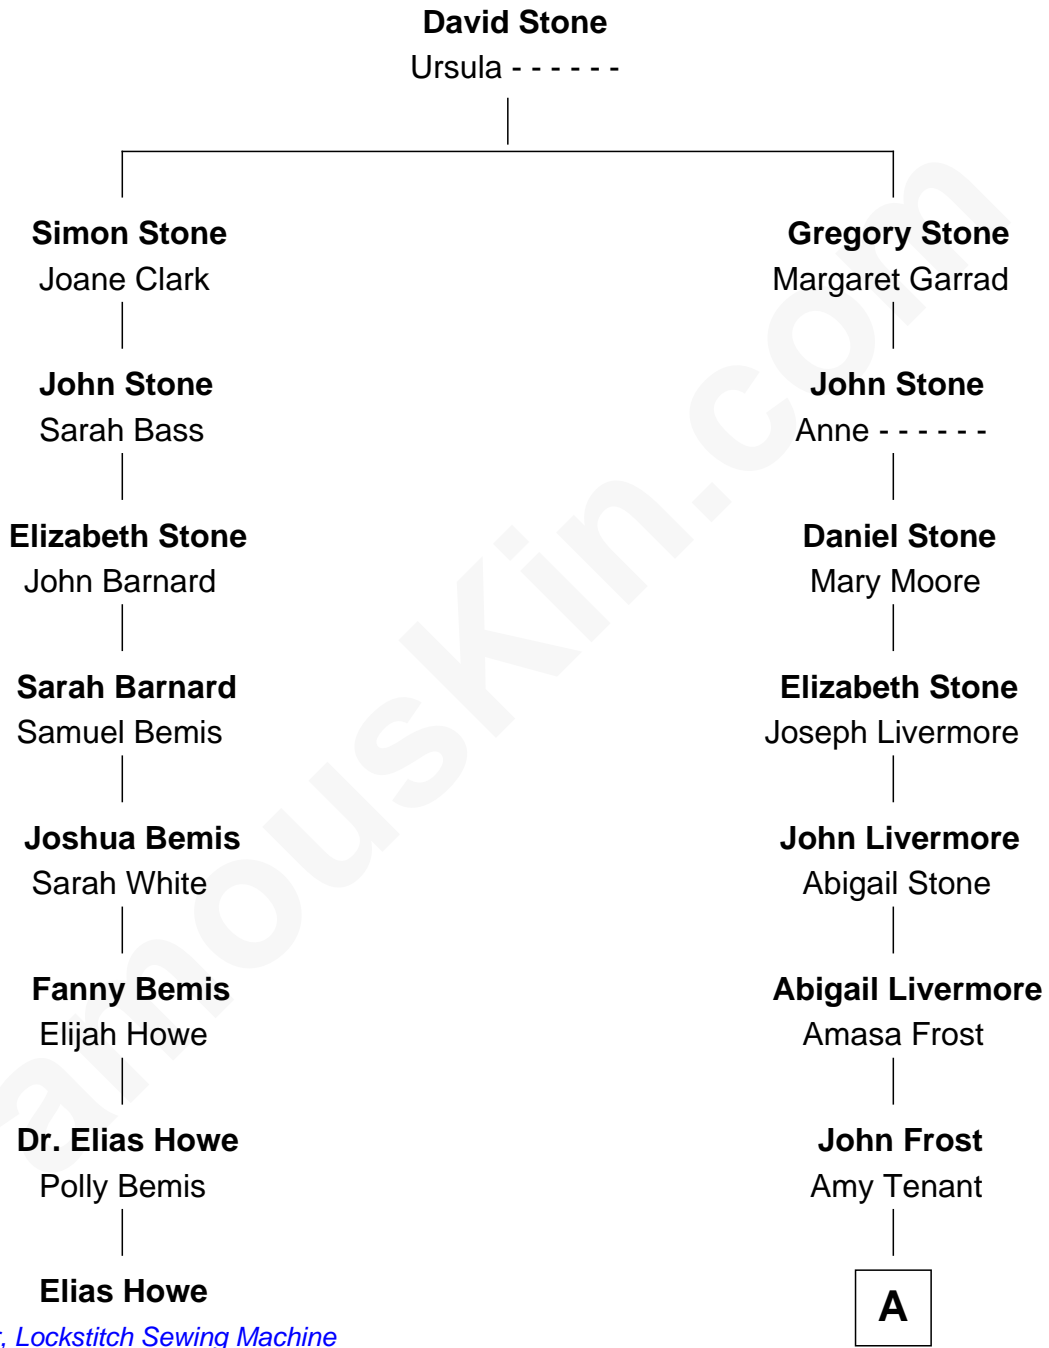 David Stone
Ursula - - - - - -
Simon Stone
Joane Clark
Gregory Stone
Margaret Garrad
John Stone
Sarah Bass
John Stone
Anne - - - - - -
Elizabeth Stone
John Barnard
Daniel Stone
Mary Moore
Sarah Barnard
Samuel Bemis
Elizabeth Stone
Joseph Livermore
Joshua Bemis
Sarah White
John Livermore
Abigail Stone
Fanny Bemis
Elijah Howe
Abigail Livermore
Amasa Frost
Dr. Elias Howe
Polly Bemis
John Frost
Amy Tenant
Elias Howe
, Lockstitch Sewing Machine
A
amouskin.com